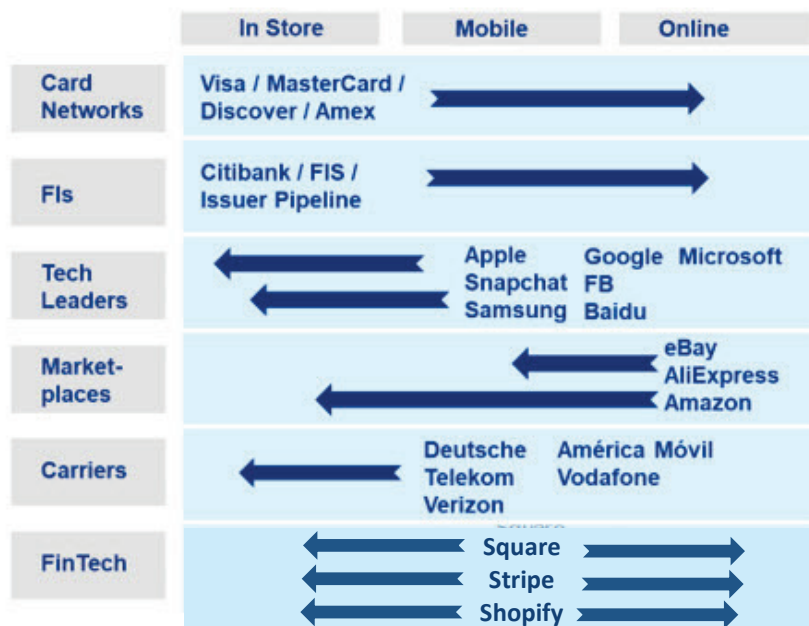 In Store Mobile Online
Card
Networks
Visa / MasterCard /
Discover / Amex
FIs
Citibank / FIS /
Issuer Pipeline
Tech
Leaders
Apple Google Microsoft
Snapchat FB
Samsung Baidu
Market-
places
eBay
AliExpress
Amazon
Carriers
Deutsche América Móvil
Telekom Vodafone
Verizon
FinTech
Square
Stripe
Shopify